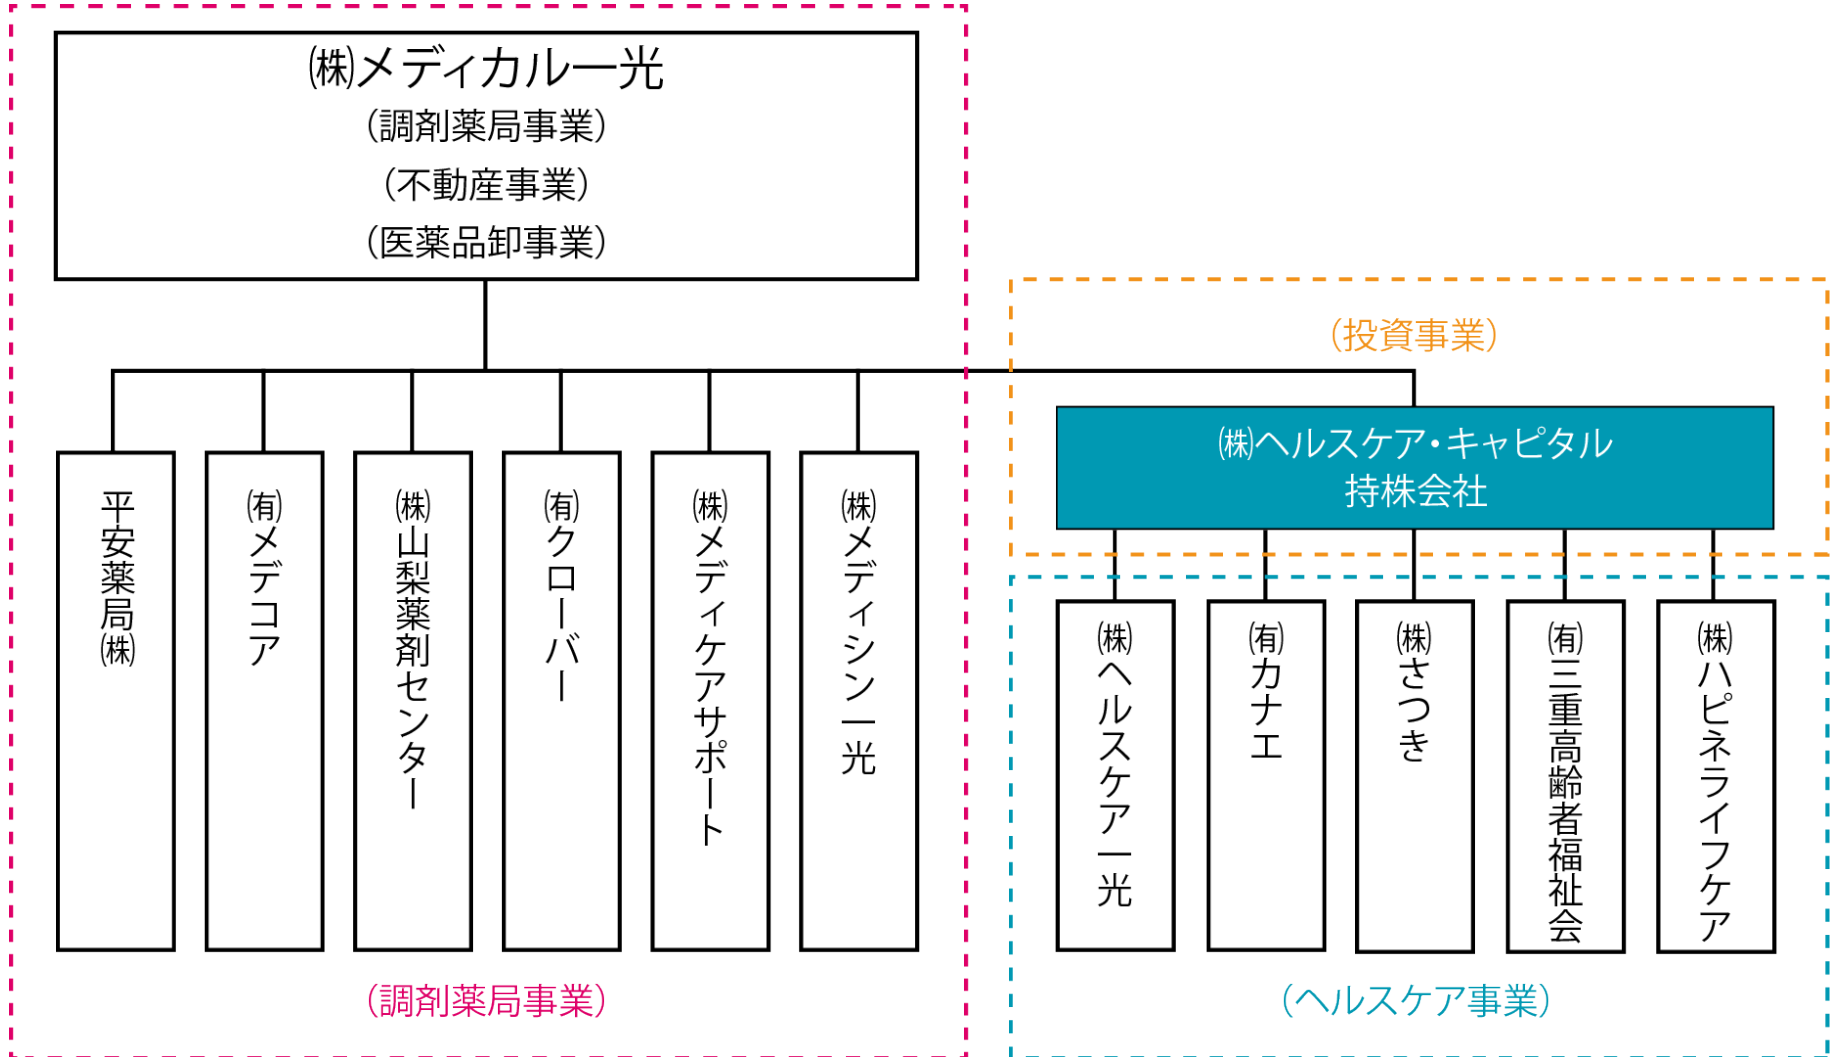 ㈱メディカル一光
（調剤薬局事業）
（不動産事業）
（医薬品卸事業）
（投資事業）
㈱ヘルスケア・キャピタル
持株会社
平安薬局㈱
㈲メデコア
㈱山梨薬剤センター
㈲クローバー
㈱メディケアサポート
㈱メディシン一光
㈱ヘルスケア一光
㈲カナエ
㈱さつき
㈲三重高齢者福祉会
㈱ハピネライフケア
（調剤薬局事業）
（ヘルスケア事業）